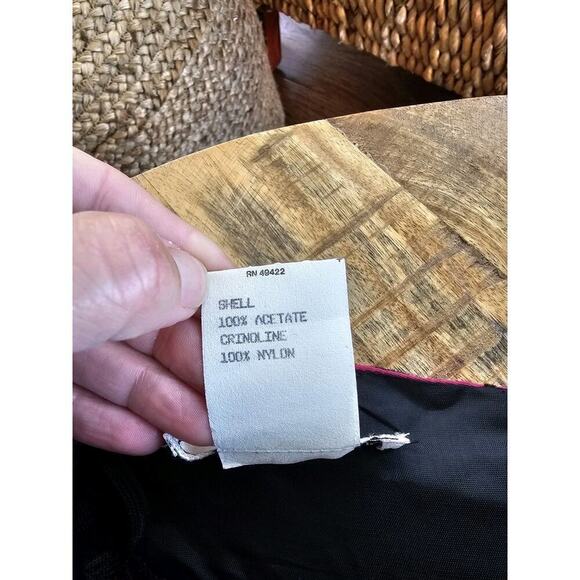 RN 49422
SHELL
100% ACETATE
CRINOLINE
100% NYLON